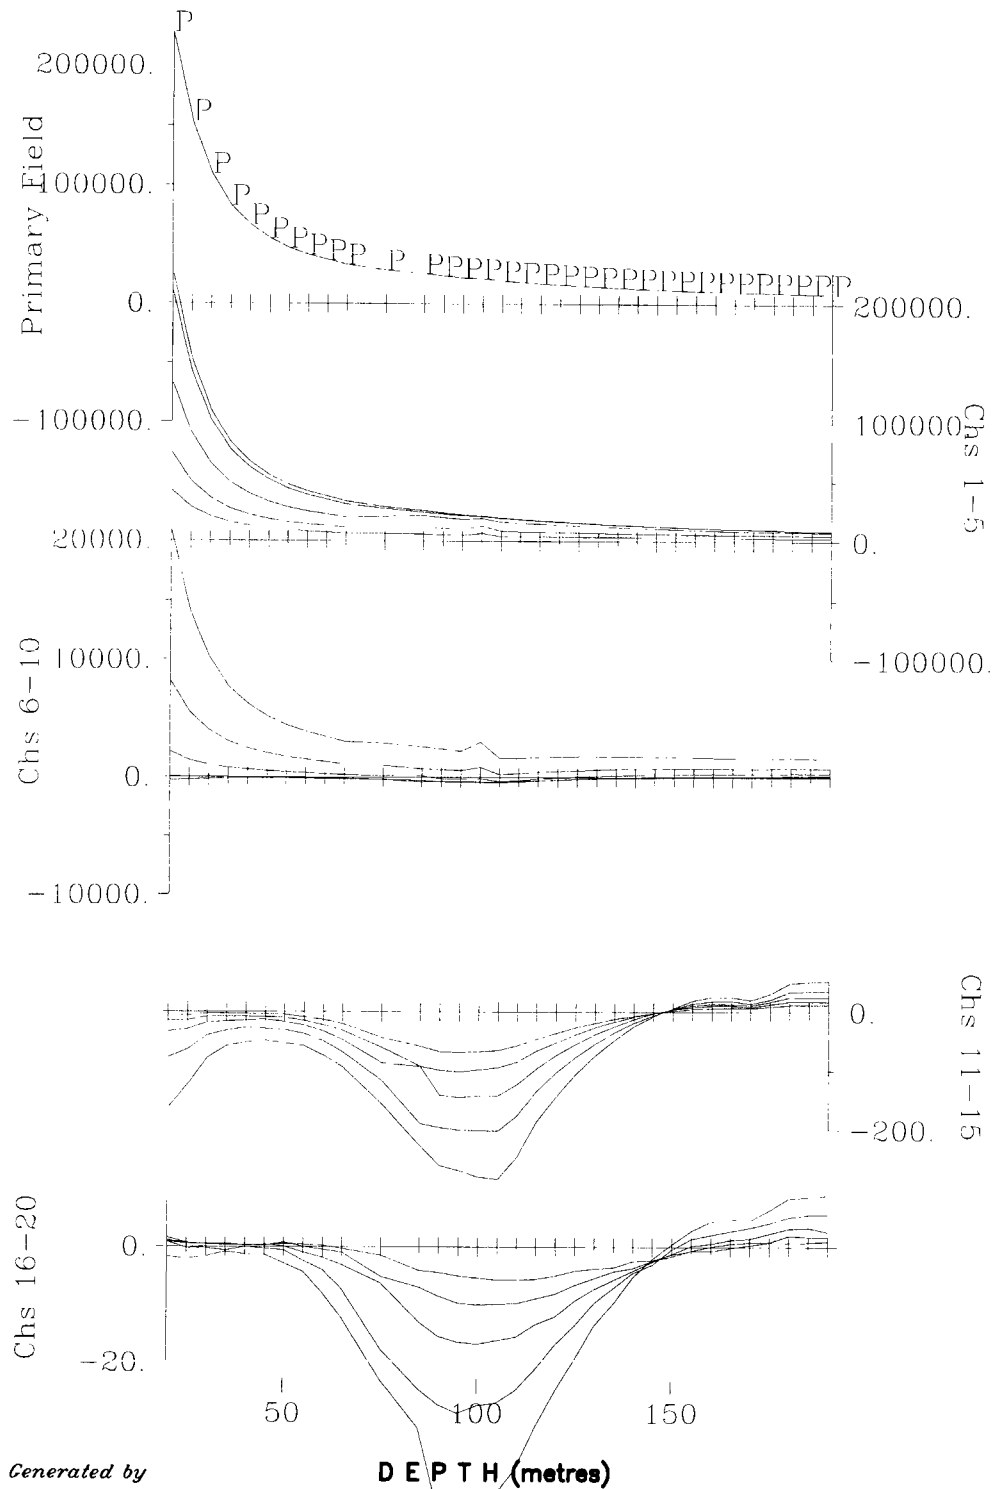 P
200000.
P
P
Primary Field
100000.
P
P P P P P P P P P P P P P P P P P P P P P P P P P P P P P
0.
200000.
-100000.
100000.
Chs 1-5
20000.
0.
Chs 6-10
10000.
-100000.
0.
-10000.
Chs 11-15
0.
-200.
Chs 16-20
0.
-20.
50
100
150
Generated by
DEPTH (metres)